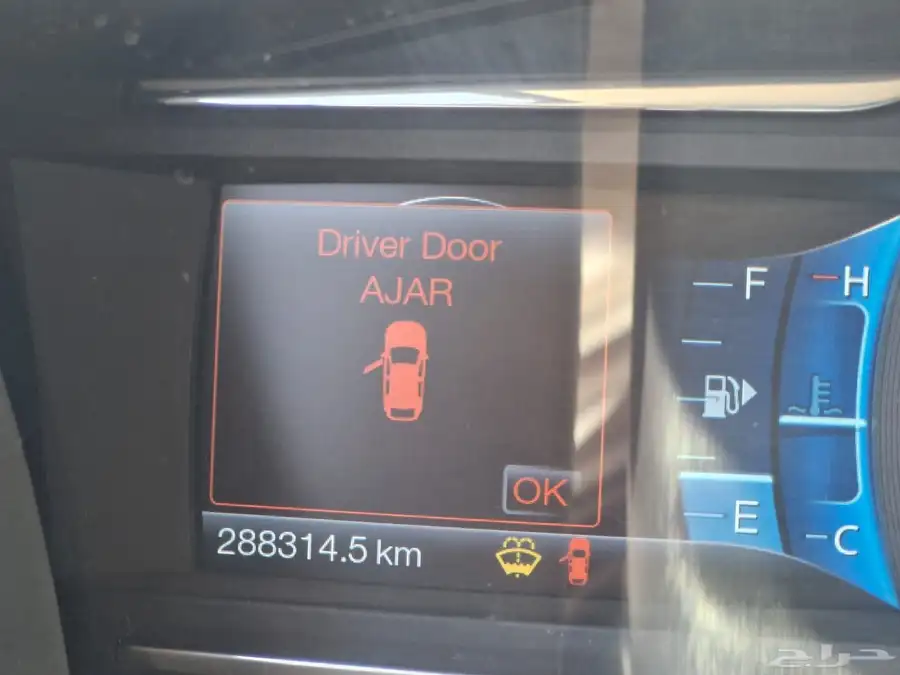 Driver Door
AJAR
OK
288314.5 km
F
E
H
C
حراج